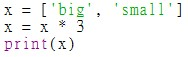 x = ['big', 'small']
x = x * 3
print(x)